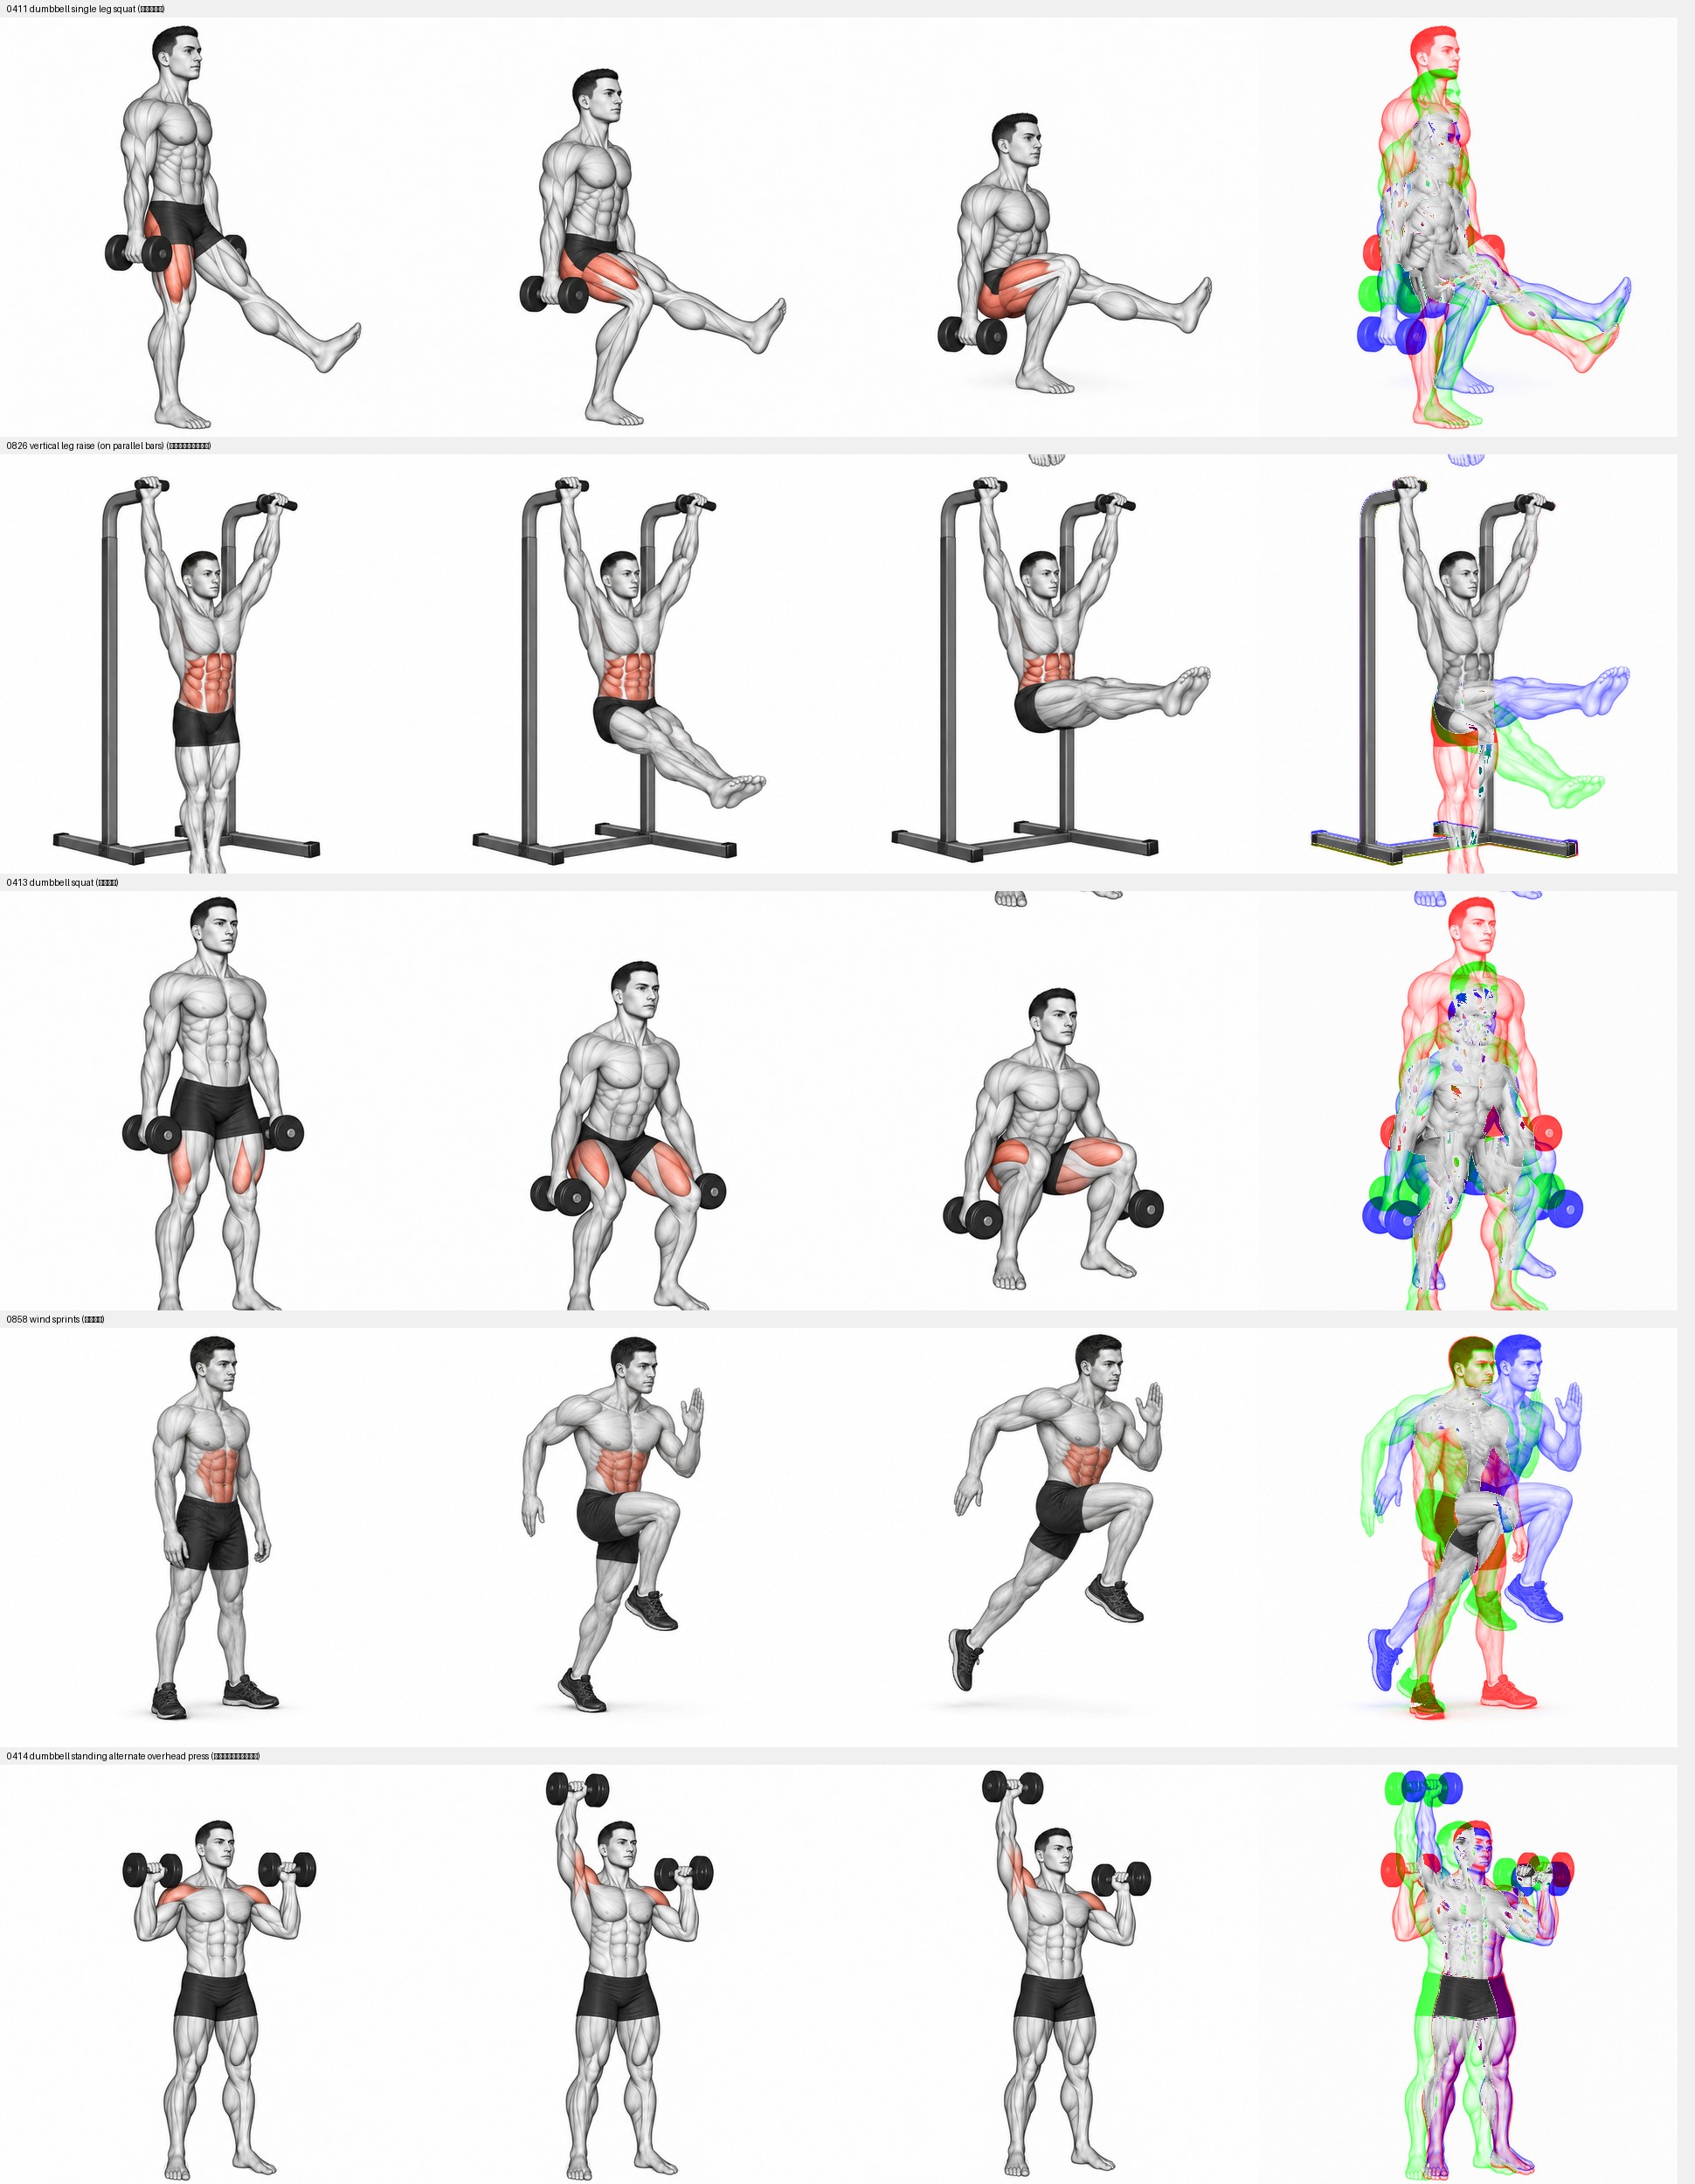 0411 dumbbell single leg squat (
0826 vertical leg raise (on parallel bars) (
0413 dumbbell squat (
0858 wind sprints (
0414 dumbbell standing alternate overhead press (